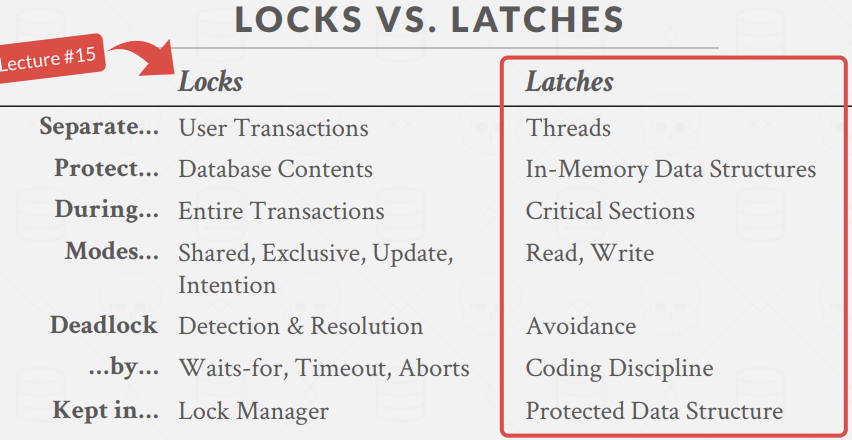 LOCKS VS. LATCHES
Lecture #15
Locks Latches
Separate... User Transactions Threads
Protect... Database Contents In-Memory Data Structures
During... Entire Transactions Critical Sections
Modes... Shared, Exclusive, Update, Read, Write
Intention
Deadlock Detection & Resolution Avoidance
...by... Waits-for, Timeout, Aborts Coding Discipline
Kept in... Lock Manager Protected Data Structure